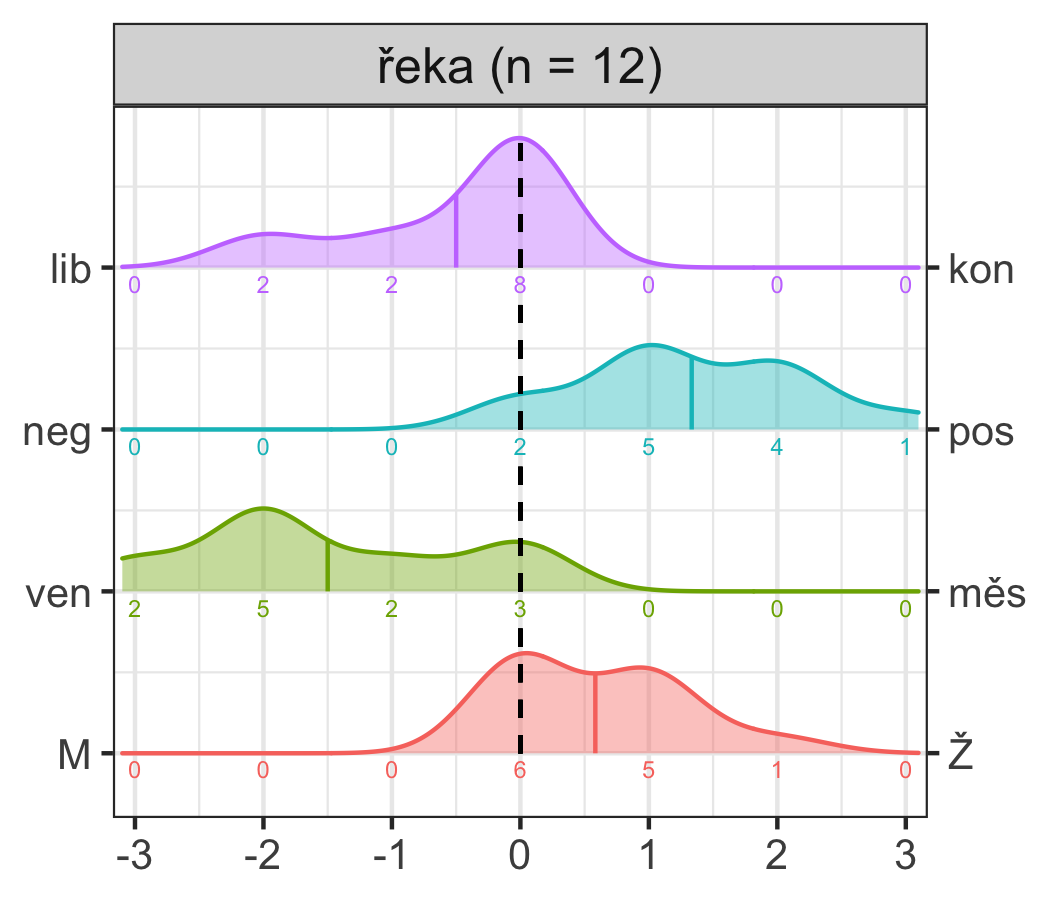 řeka (n = 12)
lib kon
0 2 2 8 0 0 0
neg pos
0 0 0 2 5 4 1
ven měs
2 5 2 3 0 0 0
M Ž
0 0 0 6 5 1 0
-3 -2 -1 0 1 2 3